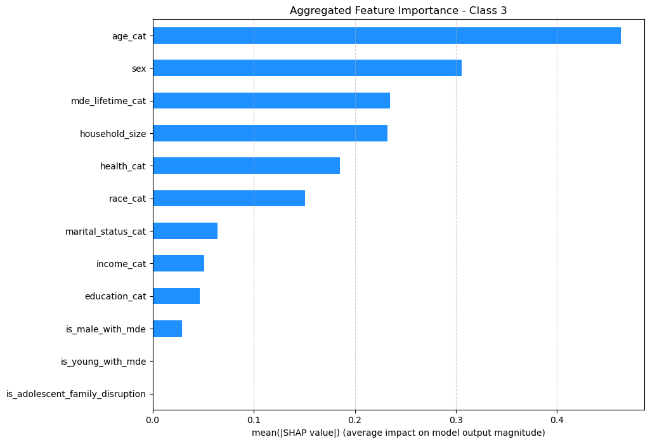 Aggregated Feature Importance - Class 3
age_cat
sex
mde_lifetime_cat
household_size
health_cat
race_cat
marital_status_cat
income_cat
education_cat
is_male_with_mde
is_young_with_mde
is_adolescent_family_disruption
0.0 0.1 0.2 0.3 0.4
mean(|SHAP value|) (average impact on model output magnitude)